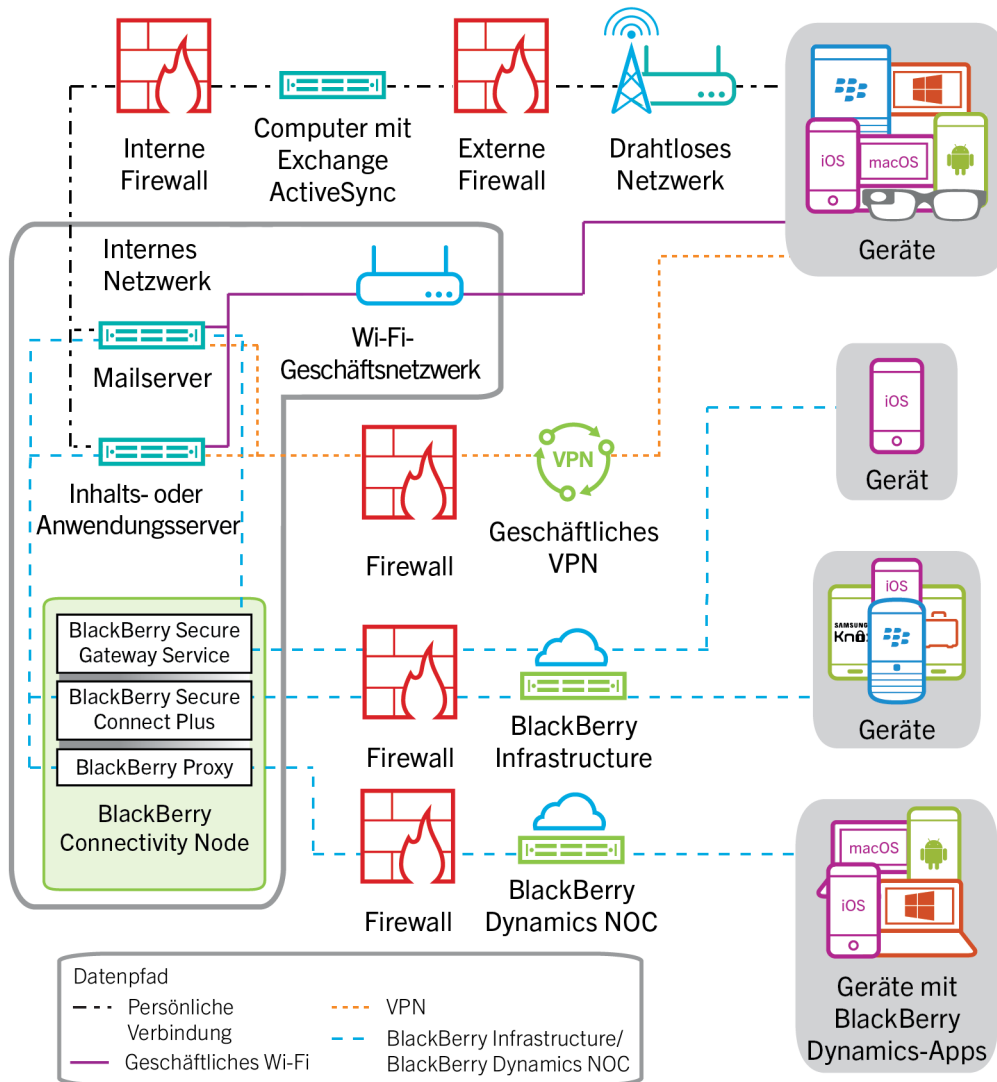 Interne
Firewall
Computer mit
Exchange
ActiveSync
Externe
Firewall
Drahtloses
Netzwerk
iOS
macOS
Geräte
Internes
Netzwerk
Wi-Fi-
Geschäftsnetzwerk
Mailserver
iOS
Gerät
Inhalts- oder
Anwendungsserver
VPN
Firewall
Geschäftliches
VPN
BlackBerry Secure
Gateway Service
BlackBerry Secure
Connect Plus
BlackBerry Proxy
BlackBerry
Connectivity Node
Firewall
BlackBerry
Infrastructure
iOS
SAMSUNG
Geräte
Firewall
BlackBerry
Dynamics NOC
macOS
iOS
Geräte mit
BlackBerry
Dynamics-Apps
Datenpfad
Persönliche
Verbindung
Geschäftliches Wi-Fi
VPN
BlackBerry Infrastructure/
BlackBerry Dynamics NOC